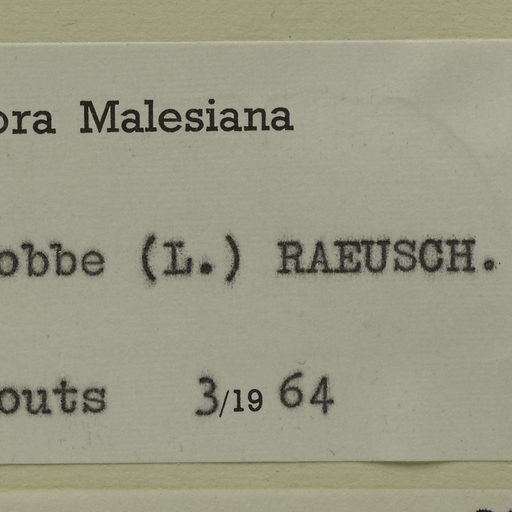 ora Malesiana
obbe (L.) RAEUSCH.
outs 3/19 64